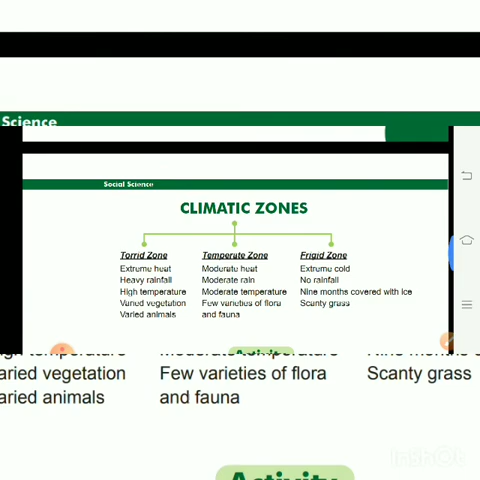 Science
Social Science
CLIMATIC ZONES
Torrid Zone
Extreme heat
Heavy rainfall
High temperature
Varied vegetation
Varied animals
Temperate Zone
Moderate heat
Moderate rain
Moderate temperature
Few varieties of flora
and fauna
Frigid Zone
Extreme cold
No rainfall
Nine months covered with ice
Scanty grass
aried vegetation
aried animals
Few varieties of flora
and fauna
Scanty grass
Activity